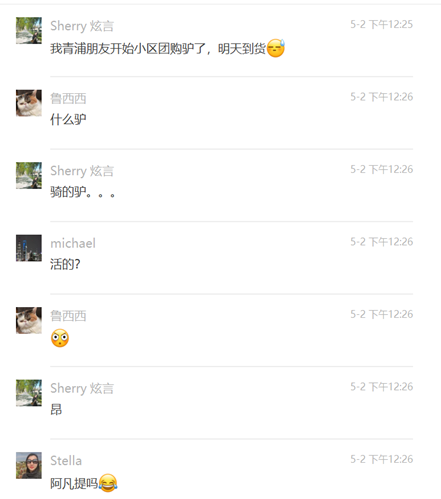 Sherry 炫言
5-2 下午12:25
我青浦朋友开始小区团购驴了，明天到货😅
鲁西西
5-2 下午12:26
什么驴
Sherry 炫言
5-2 下午12:26
骑的驴。。。
michael
5-2 下午12:26
活的？
鲁西西
5-2 下午12:26
😳
Sherry 炫言
5-2 下午12:26
昂
Stella
5-2 下午12:26
阿凡提吗😂